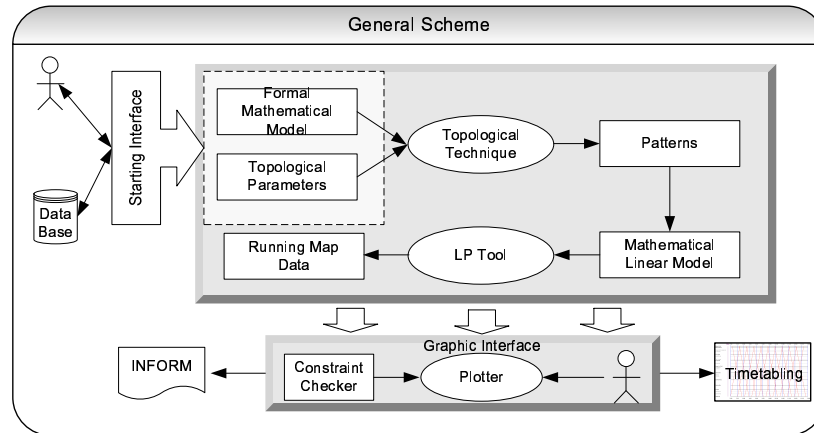 General Scheme
Starting Interface
Data
Base
Formal
Mathematical
Model
Topological
Parameters
Topological
Technique
Patterns
Running Map
Data
LP Tool
Mathematical
Linear Model
Graphic Interface
INFORM
Constraint
Checker
Plotter
Timetabling